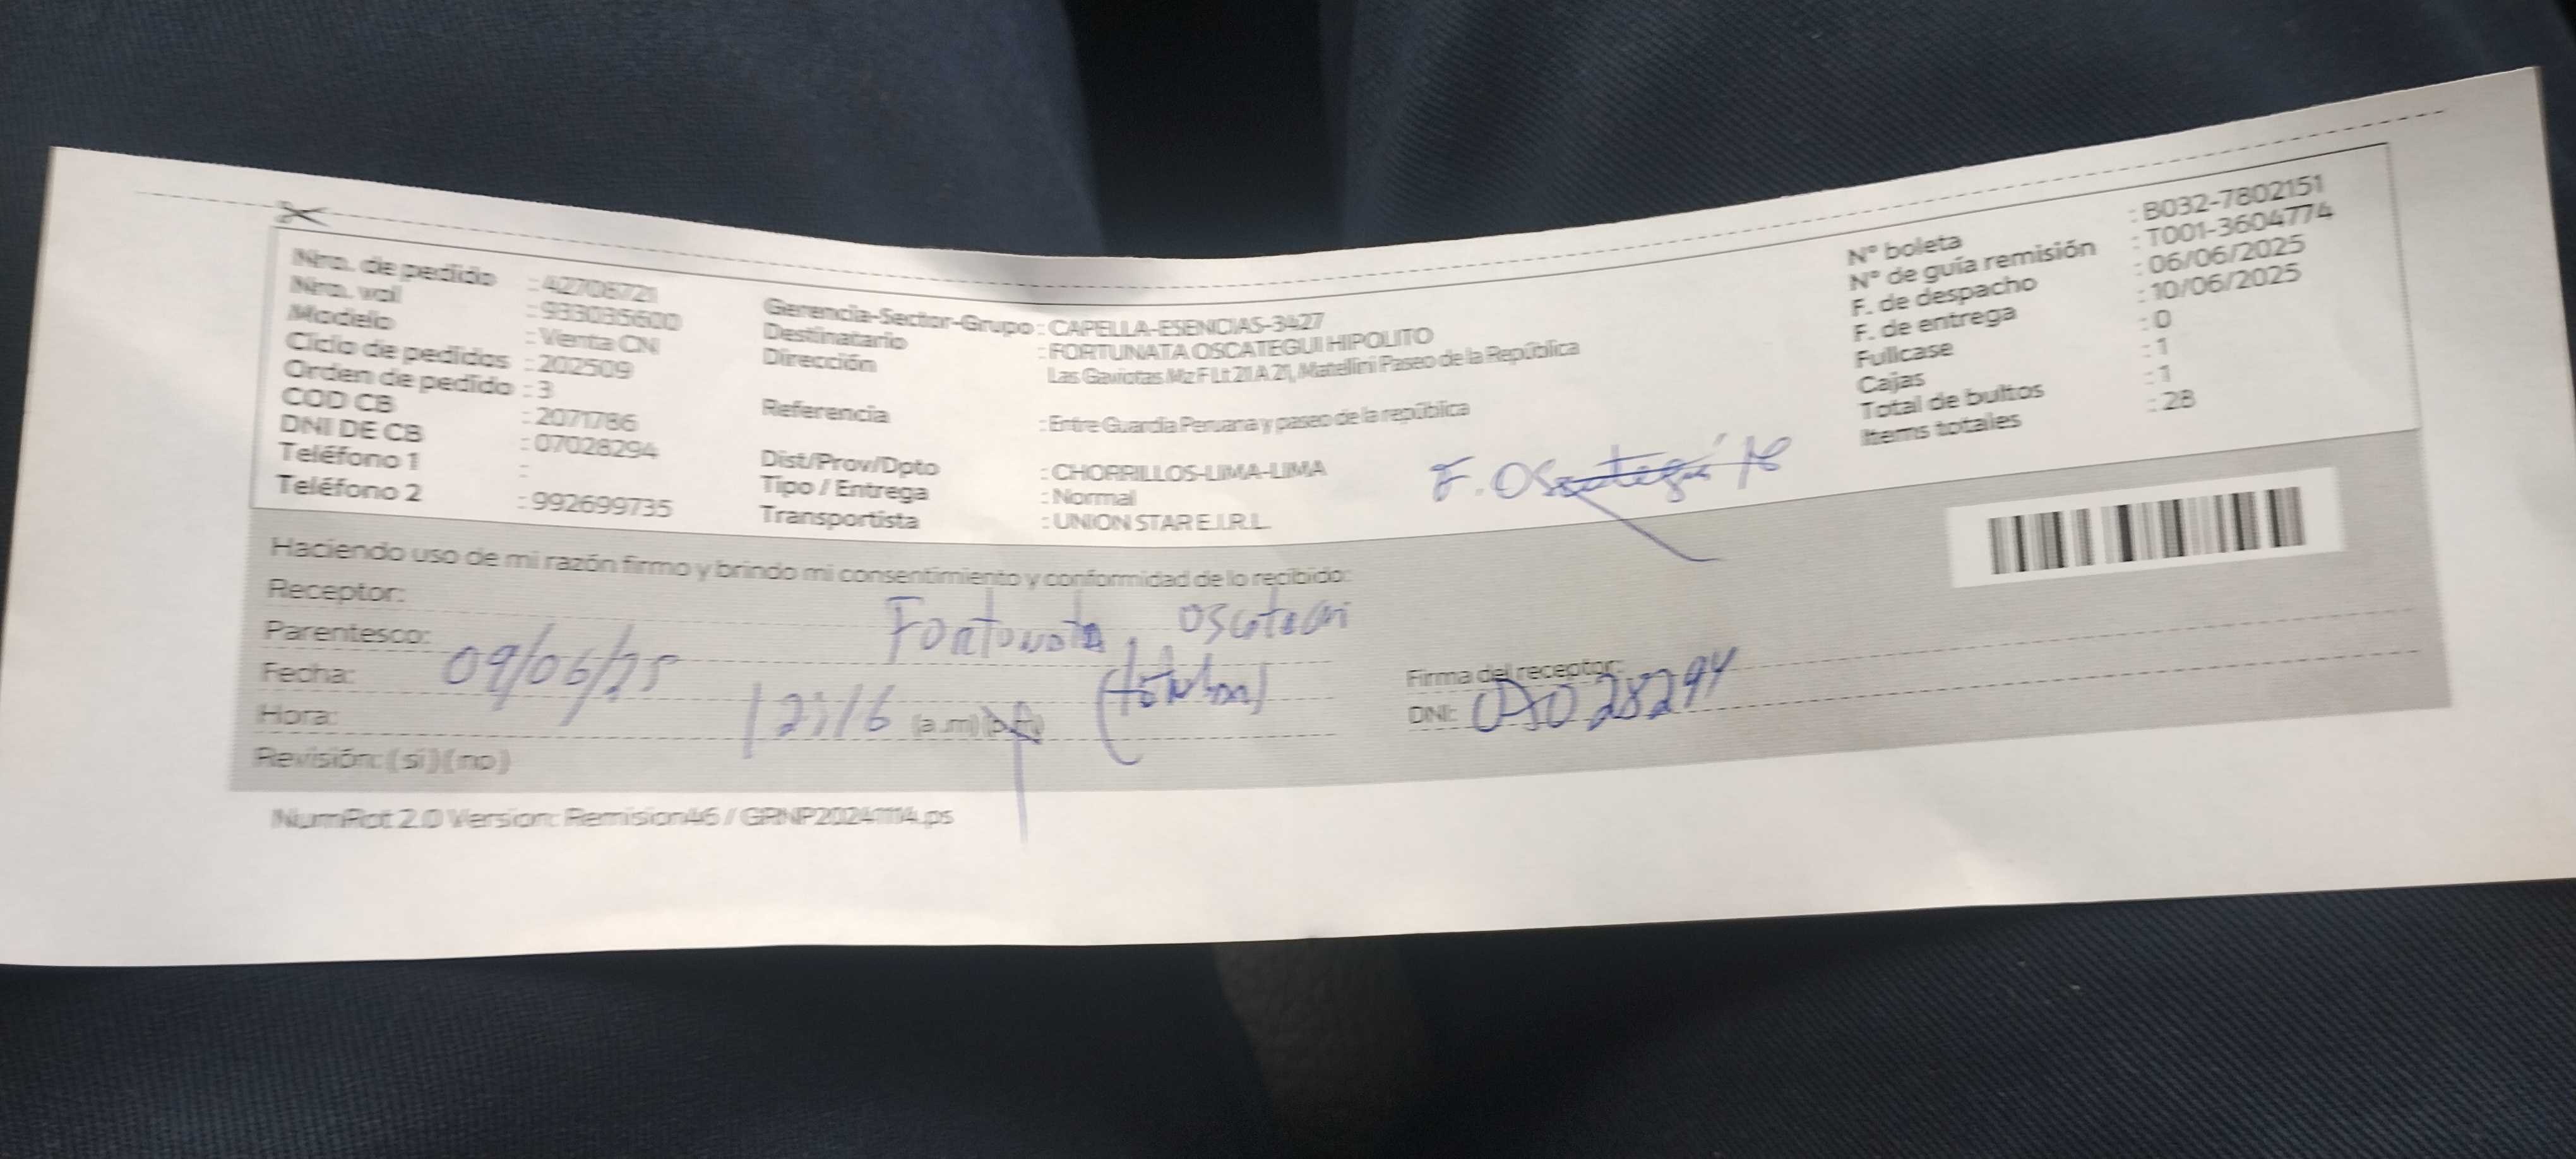 Nro. de pedido : 42708721
Nro. val : 933035600
Modelo : Venta CN
Ciclo de pedidos : 202509
Orden de pedido : 3
COD CB : 2071786
DNI DE CB : 07028294
Teléfono 1 :
Teléfono 2 : 992699735
Gerencia-Sector-Grupo : CAPELLA-ESENCIAS-3427
Destinatario : FORTUNATA OSCATEGUI HIPOLITO
Dirección Las Gaviotas Mz F Lt 21 A 21, Matellini Paseo de la República
Referencia : Entre Guardia Peruana y paseo de la república
Dist/Prov/Dpto : CHORRILLOS-LIMA-LIMA
Tipo / Entrega : Normal
Transportista : UNION STAR E.I.R.L.
N° boleta : B032-7802151
N° de guía remisión : T001-3604774
F. de despacho : 06/06/2025
F. de entrega : 10/06/2025
Fullcase : 0
Cajas : 1
Total de bultos : 1
Items totales : 28
F. Oscategui H
Haciendo uso de mi razón firmo y brindo mi consentimiento y conformidad de lo recibido:
Receptor: Fortunata Oscategui
Parentesco: (titular)
Fecha: 09/06/25
Hora: 12:16 (a.m) (p.m)
Revisión: ( si ) ( no )
Firma del receptor:
DNI: 07028294
NumRot 2.0 Version: Remision46 / GRNP20241114.ps